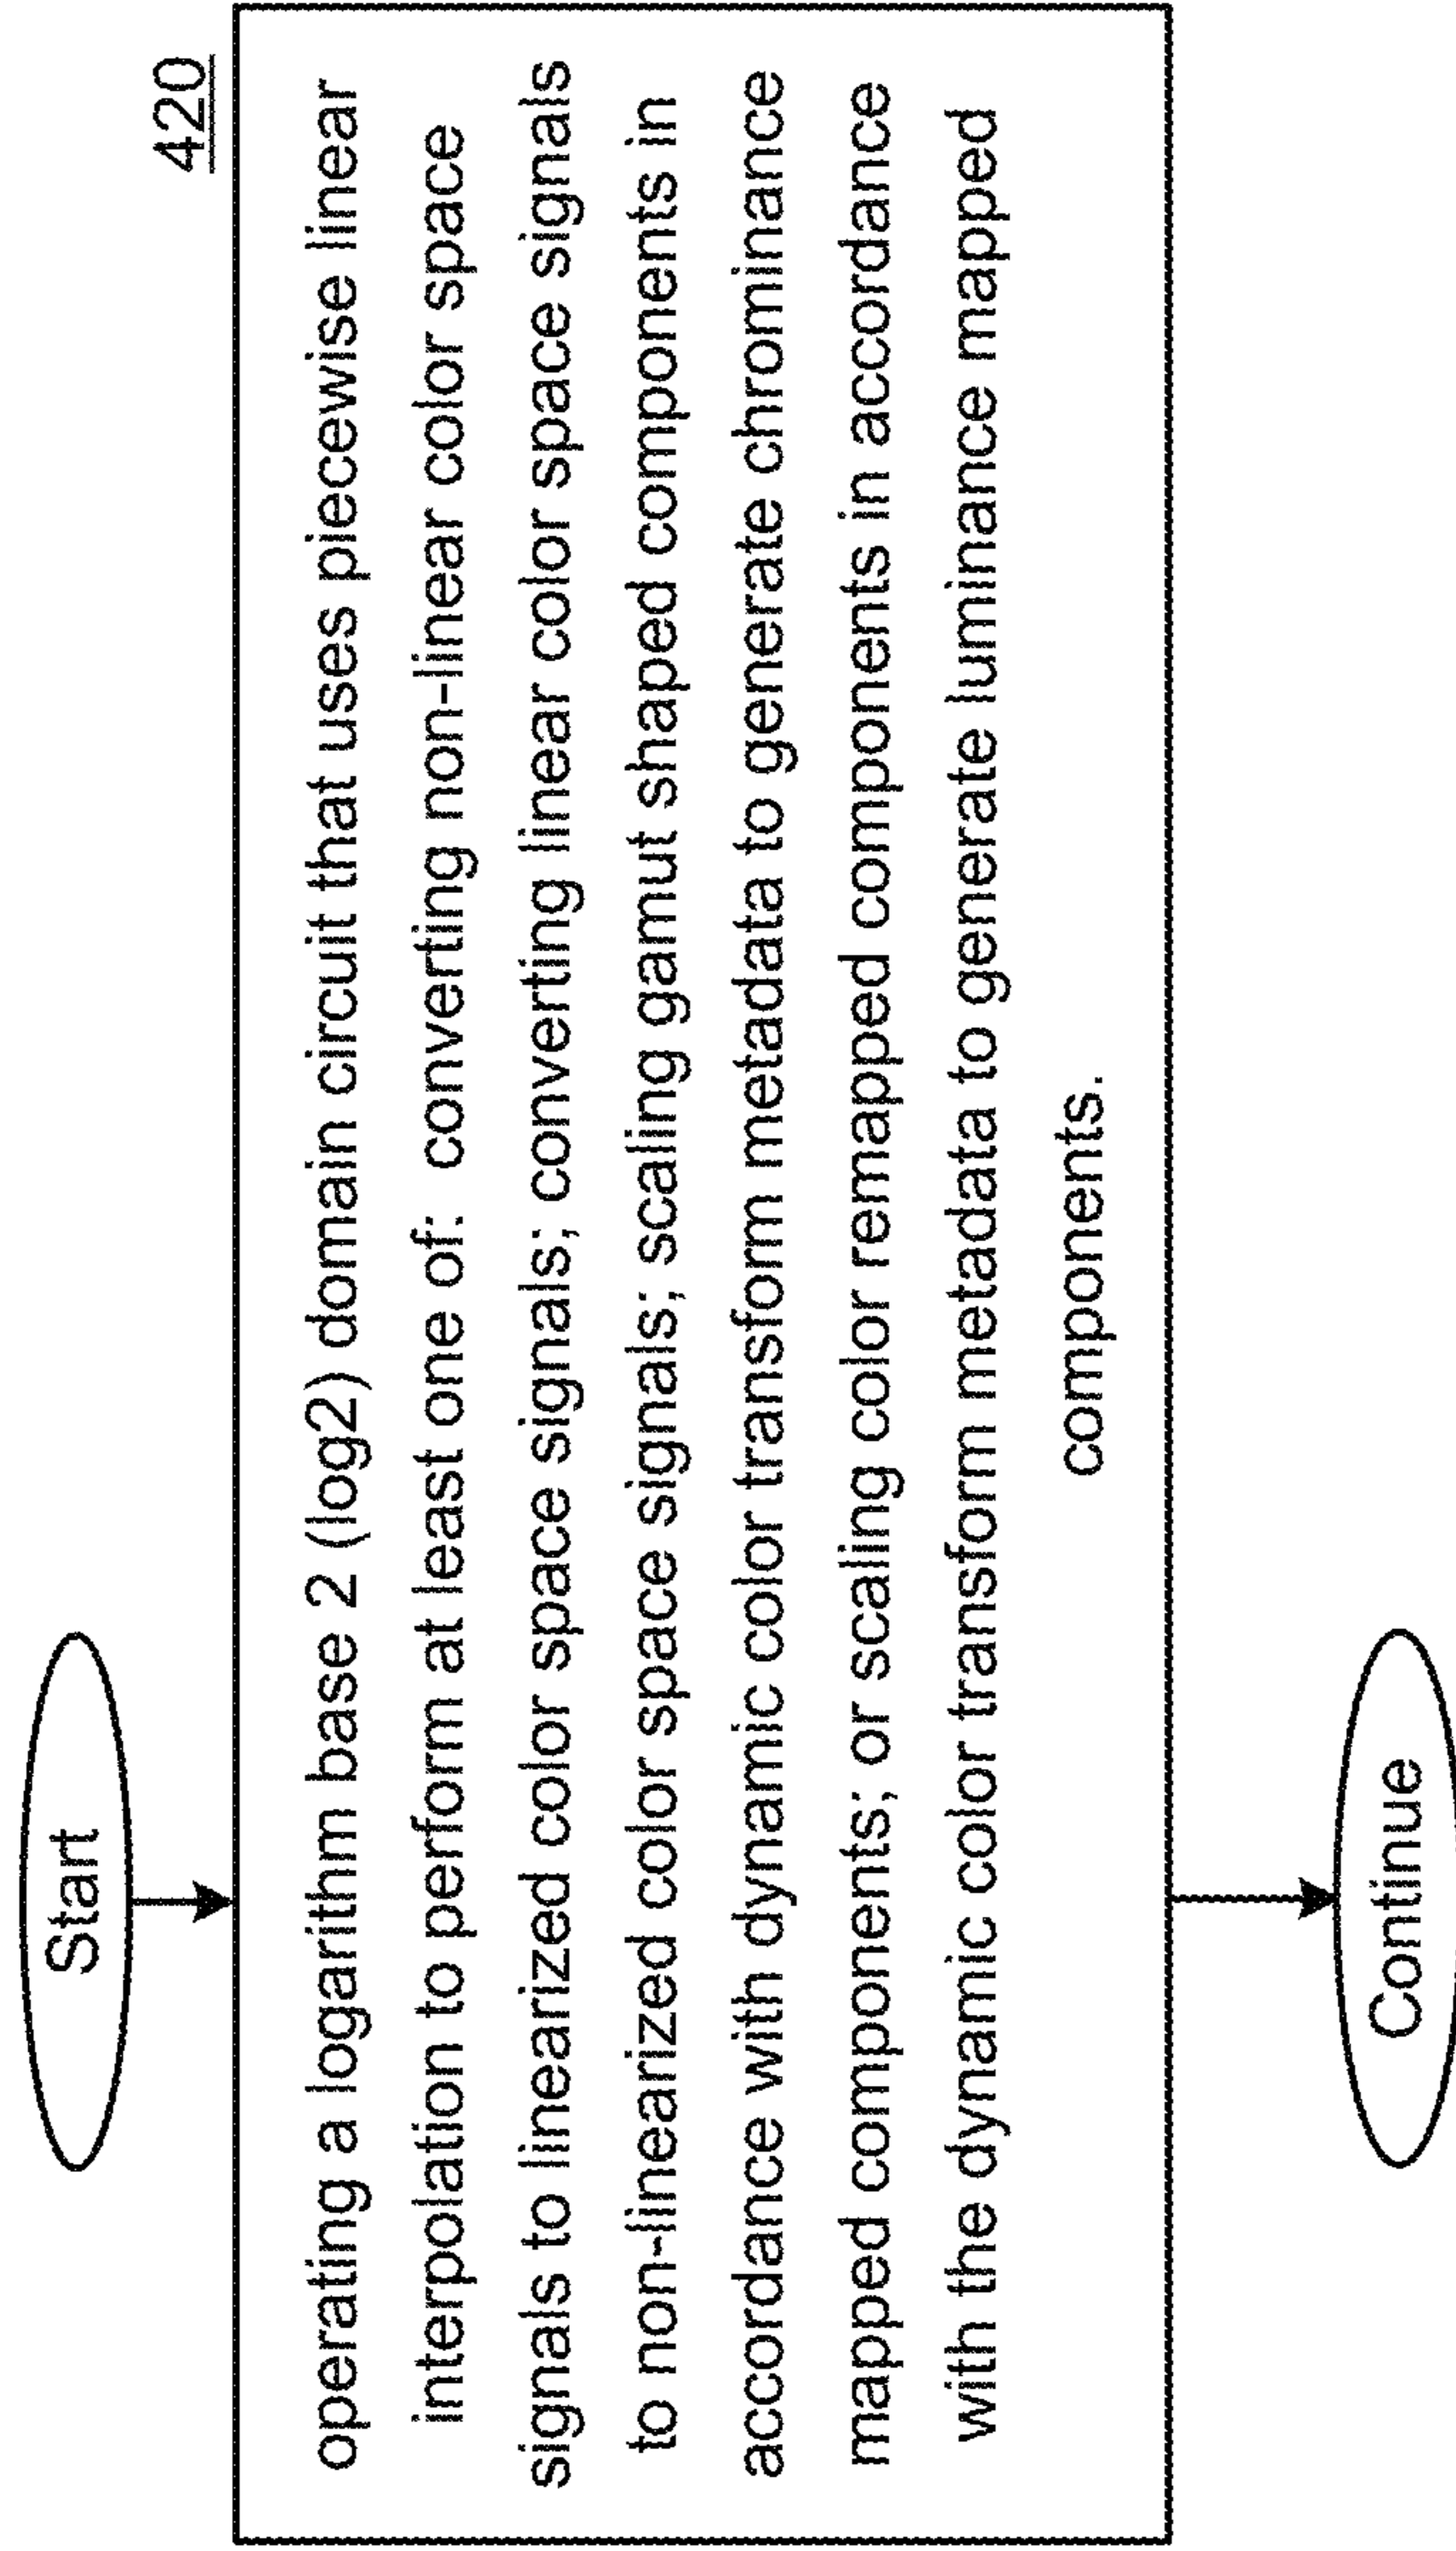 Start
420
operating a logarithm base 2 (log2) domain circuit that uses piecewise linear
interpolation to perform at least one of: converting non-linear color space
signals to linearized color space signals; converting linear color space signals
to non-linearized color space signals; scaling gamut shaped components in
accordance with dynamic color transform metadata to generate chrominance
mapped components; or scaling color remapped components in accordance
with the dynamic color transform metadata to generate luminance mapped
components.
Continue